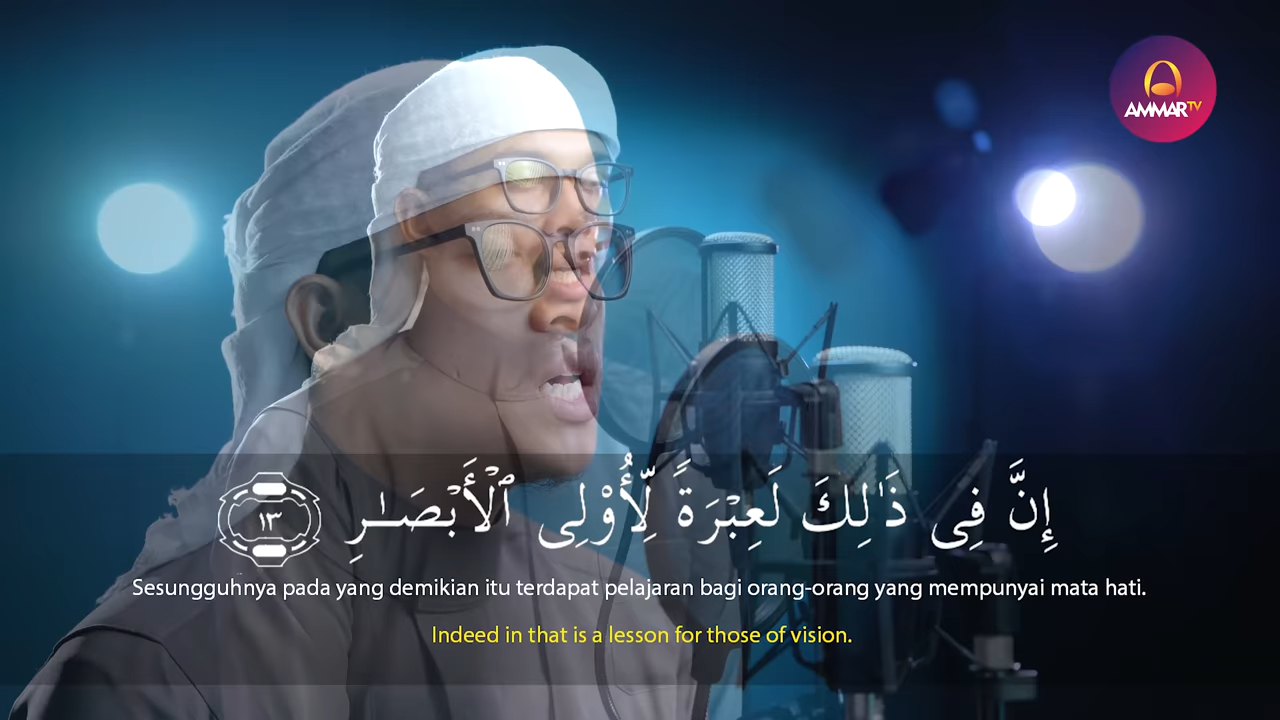 AMMAR TV
إِنَّ فِى ذَٰلِكَ لَعِبْرَةً لِّأُو۟لِى ٱلْأَبْصَـٰرِ ١٣
Sesungguhnya pada yang demikian itu terdapat pelajaran bagi orang-orang yang mempunyai mata hati.
Indeed in that is a lesson for those of vision.